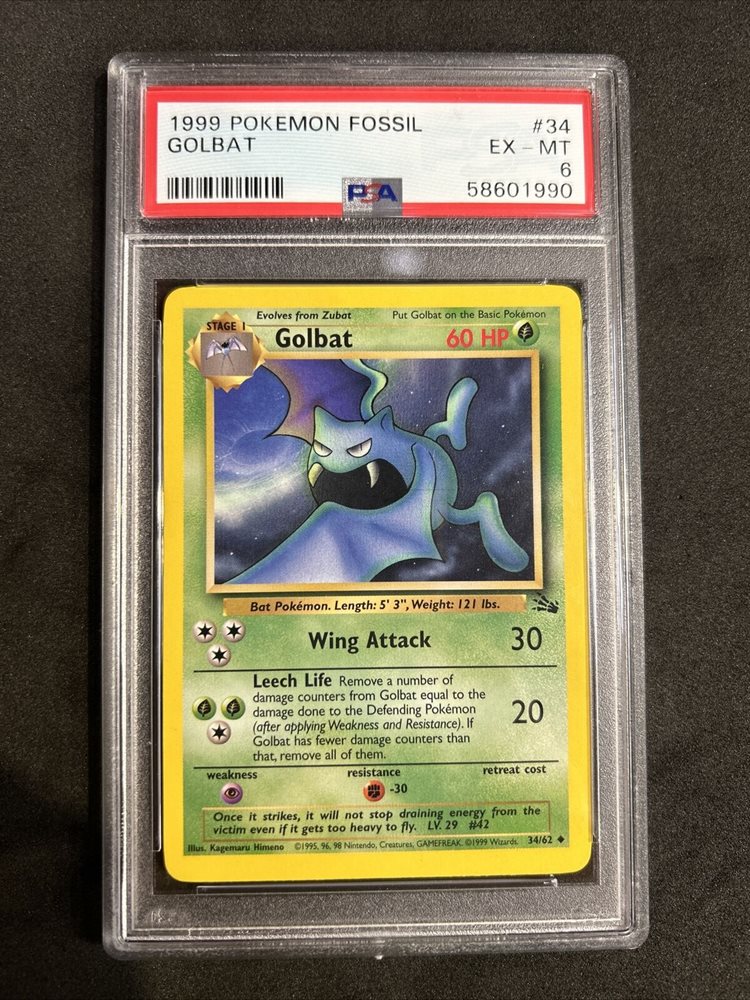 1999 POKEMON FOSSIL #34
GOLBAT EX - MT
6
PSA 58601990
Evolves from Zubat Put Golbat on the Basic Pokémon
STAGE 1 Golbat 60 HP
Bat Pokémon. Length: 5' 3", Weight: 121 lbs.
Wing Attack 30
Leech Life Remove a number of
damage counters from Golbat equal to the
damage done to the Defending Pokémon
(after applying Weakness and Resistance). If
Golbat has fewer damage counters than
that, remove all of them.
20
weakness resistance retreat cost
-30
Once it strikes, it will not stop draining energy from the
victim even if it gets too heavy to fly. LV. 29 #42
Illus. Kagemaru Himeno ©1995, 96, 98 Nintendo, Creatures, GAMEFREAK. ©1999 Wizards. 34/62